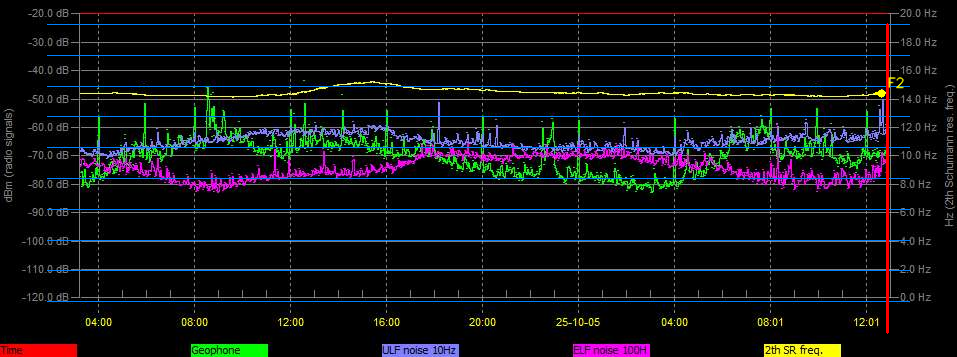 -20.0 dB 20.0 Hz
-30.0 dB 18.0 Hz
-40.0 dB 16.0 Hz
F2
-50.0 dB 14.0 Hz
-60.0 dB 12.0 Hz
-70.0 dB 10.0 Hz
-80.0 dB 8.0 Hz
-90.0 dB 6.0 Hz
-100.0 dB 4.0 Hz
-110.0 dB 2.0 Hz
-120.0 dB 0.0 Hz
dBm (radio signals)
Hz (2th Schumann res. freq.)
04:00 08:00 12:00 16:00 20:00 25-10-05 04:00 08:01 12:01
Time Geophone ULF noise 10Hz ELF noise 100H 2th SR freq.